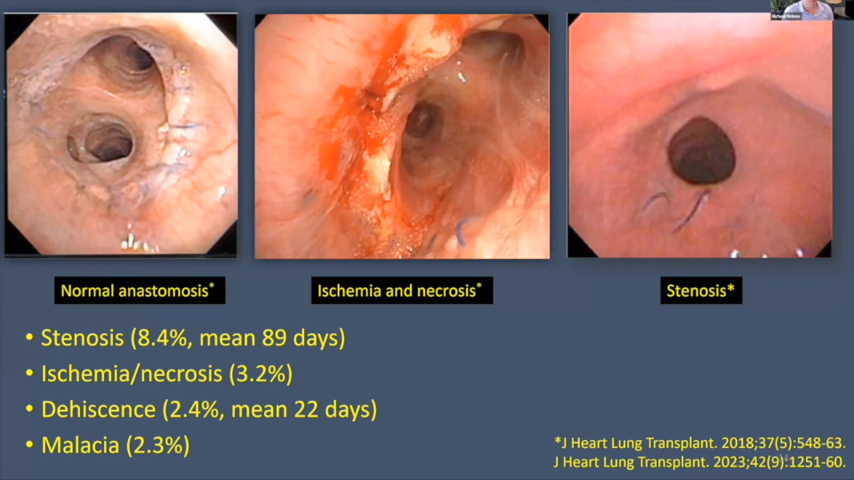 Normal anastomosis*
Ischemia and necrosis*
Stenosis*
• Stenosis (8.4%, mean 89 days)
• Ischemia/necrosis (3.2%)
• Dehiscence (2.4%, mean 22 days)
• Malacia (2.3%)
*J Heart Lung Transplant. 2018;37(5):548-63.
J Heart Lung Transplant. 2023;42(9):1251-60.